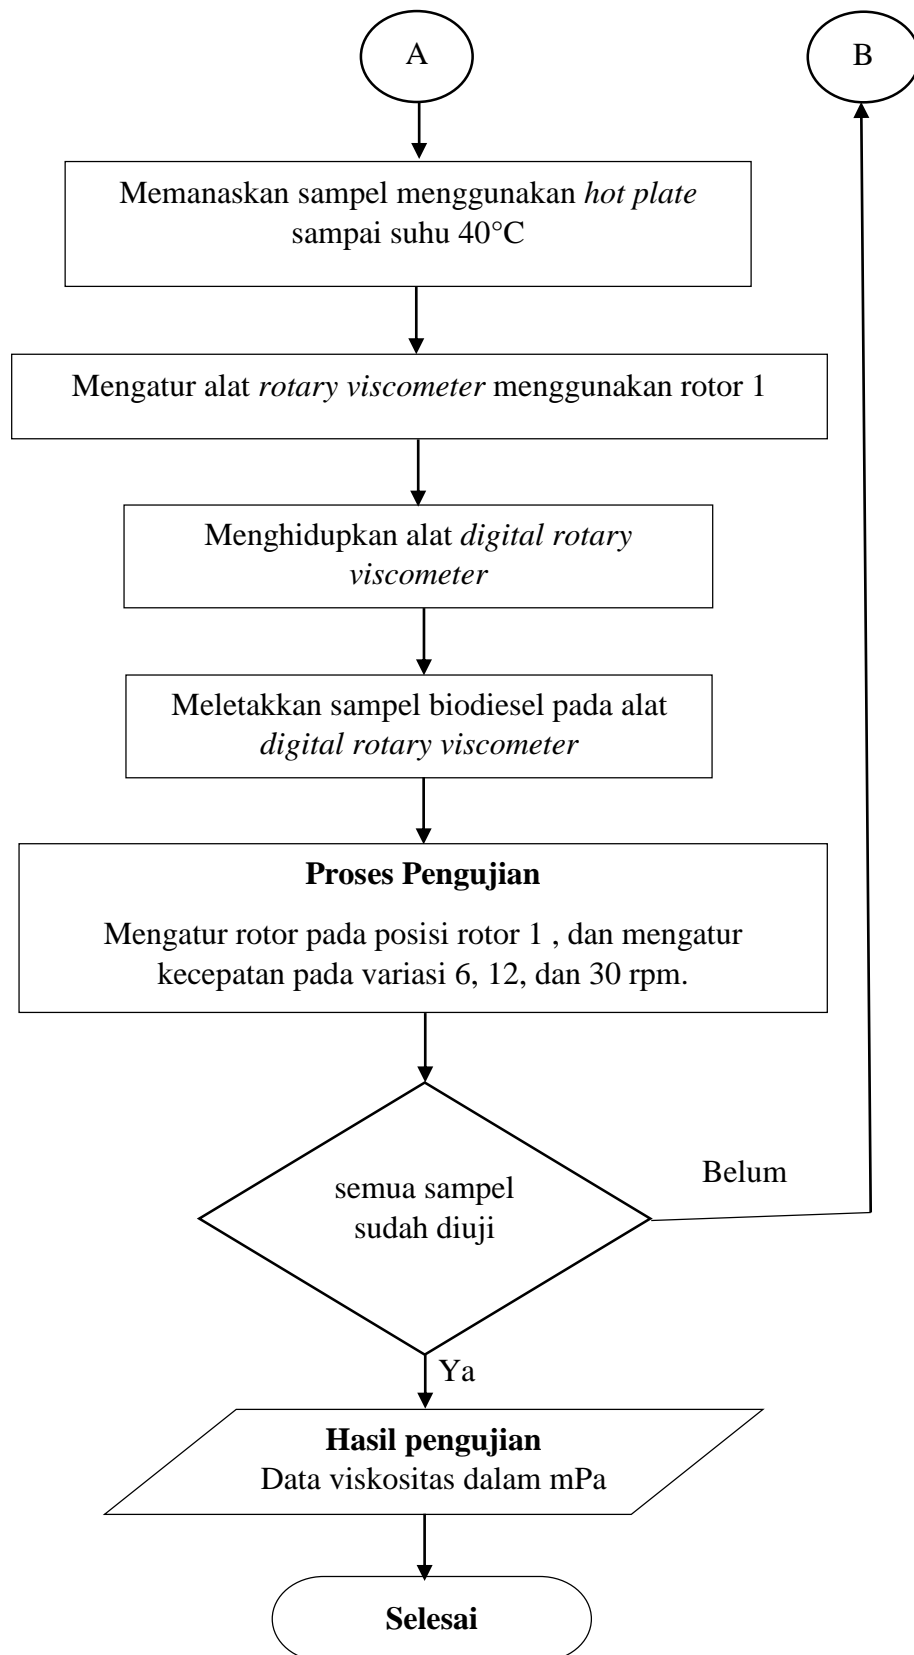 A
B
Memanaskan sampel menggunakan hot plate
sampai suhu 40°C
Mengatur alat rotary viscometer menggunakan rotor 1
Menghidupkan alat digital rotary
viscometer
Meletakkan sampel biodiesel pada alat
digital rotary viscometer
Proses Pengujian
Mengatur rotor pada posisi rotor 1 , dan mengatur
kecepatan pada variasi 6, 12, dan 30 rpm.
semua sampel
sudah diuji
Belum
Ya
Hasil pengujian
Data viskositas dalam mPa
Selesai